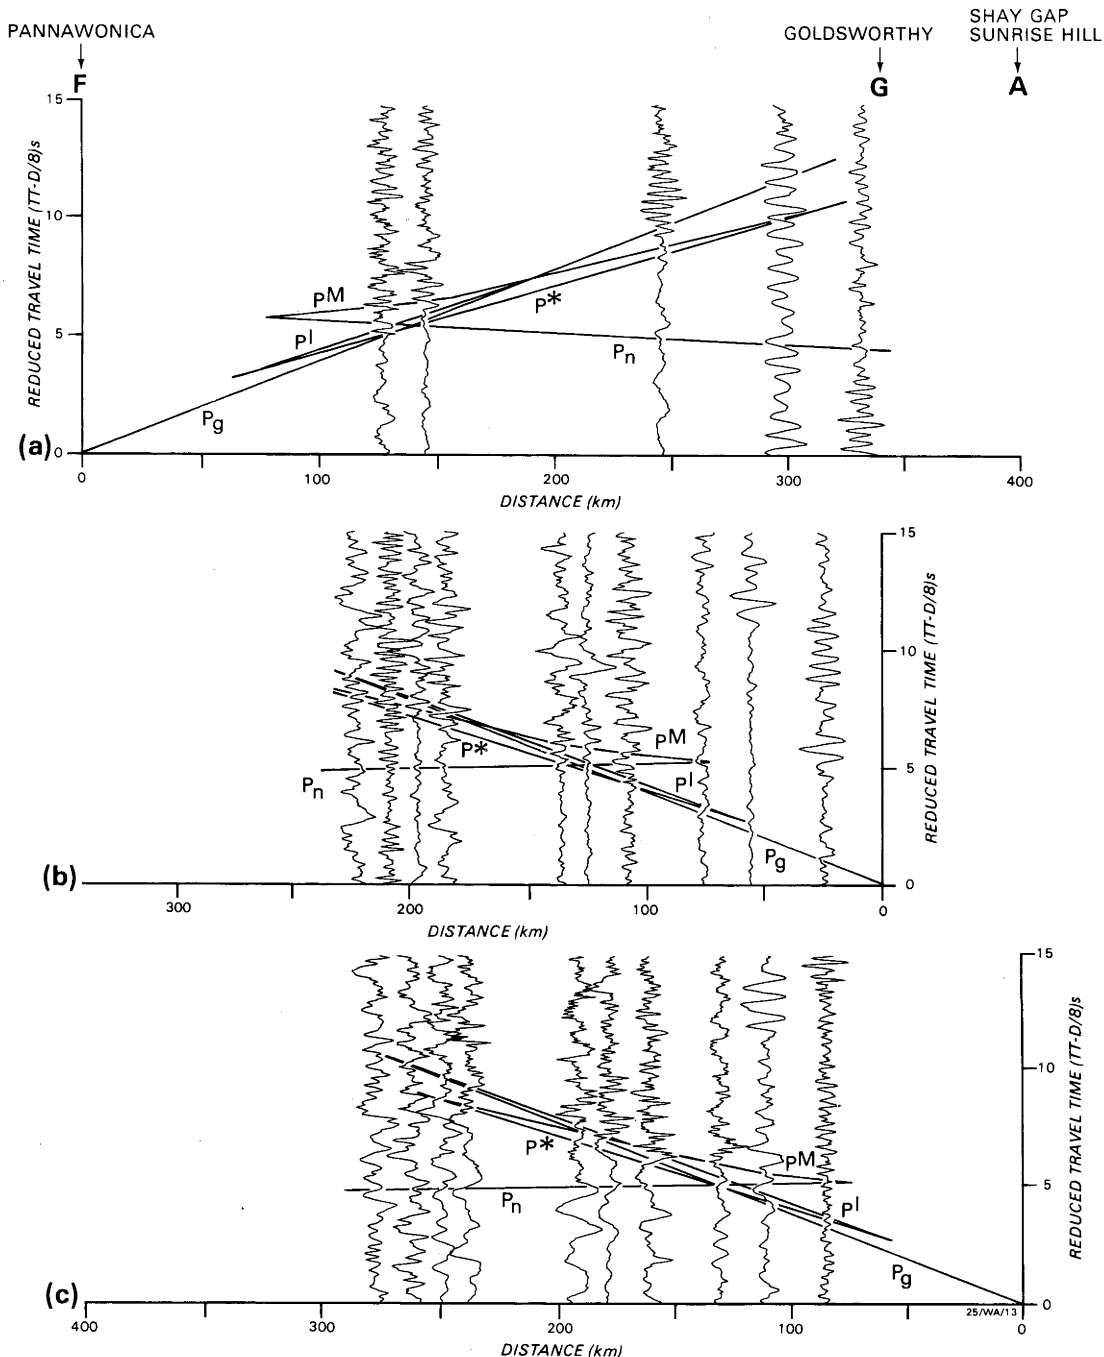 SHAY GAP
PANNAWONICA GOLDSWORTHY SUNRISE HILL
F G A
REDUCED TRAVEL TIME (TT-D/8)s
15
10
5
0
PM
PI
P*
Pn
Pg
(a)
0 100 200 300 400
DISTANCE (km)
15
10
5
0
REDUCED TRAVEL TIME (TT-D/8)s
P*
PM
Pn
PI
Pg
(b)
300 200 100 0
DISTANCE (km)
15
10
5
0
REDUCED TRAVEL TIME (TT-D/8)s
P*
PM
Pn
PI
Pg
(c)
25/WA/13
400 300 200 100 0
DISTANCE (km)